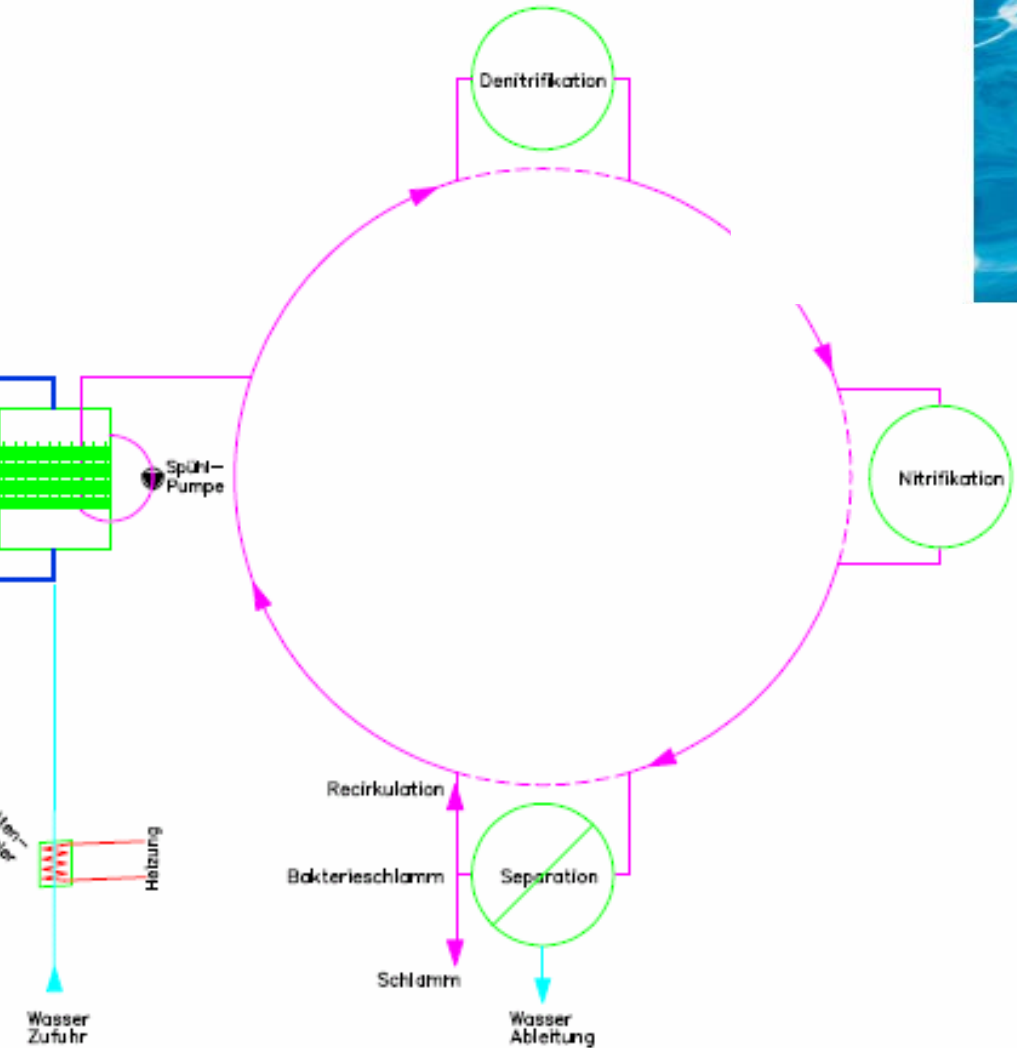 Denitrifikation
Spühl-
Pumpe
Nitrifikation
Recirkulation
Bakterieschlamm
Separation
Heizung
Schlamm
Wasser
Zufuhr
Wasser
Ableitung